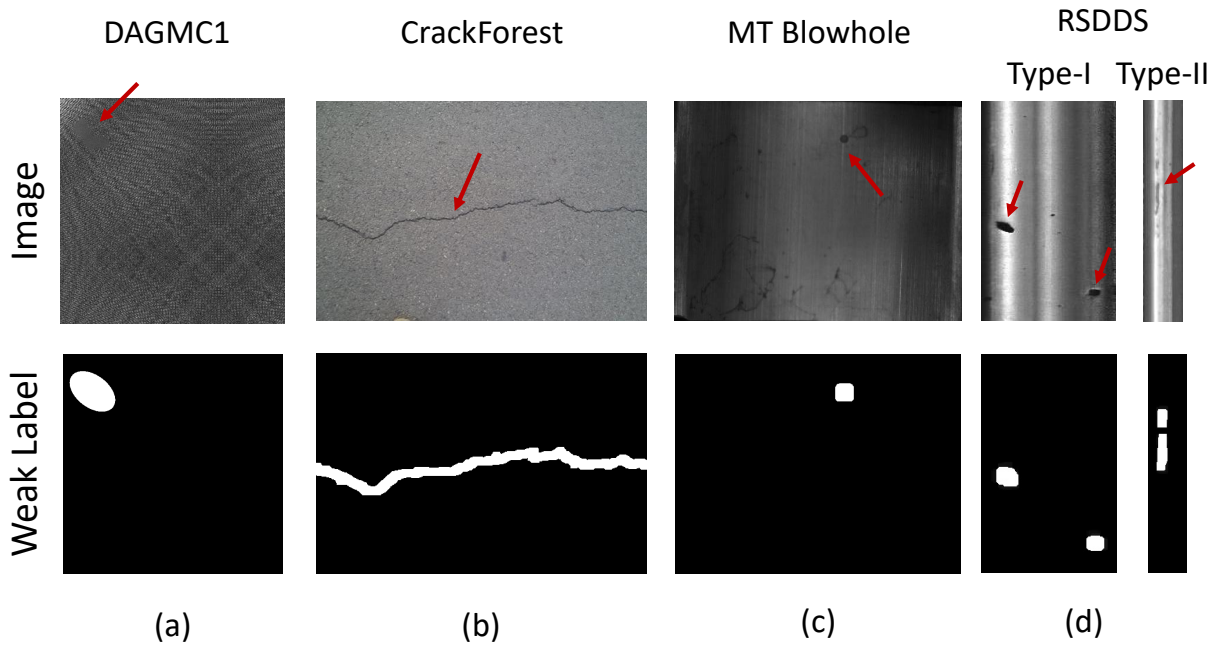 DAGMC1
CrackForest
MT Blowhole
RSDDS
Type-I
Type-II
Image
Weak Label
(a)
(b)
(c)
(d)